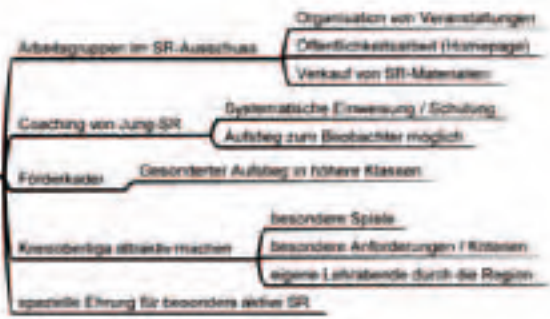 Arbeitsgruppen im SR-Ausschuss
Organisation von Veranstaltungen
Öffentlichkeitsarbeit (Homepage)
Verkauf von SR-Materialien
Coaching von Jung-SR
Systematische Einweisung / Schulung
Aufstieg zum Beobachter möglich
Förderkader
Gesonderter Aufstieg in höhere Klassen
Kreisoberliga attraktiv machen
besondere Spiele
besondere Anforderungen / Kriterien
eigene Lehrabende durch die Region
spezielle Ehrung für besonders aktive SR